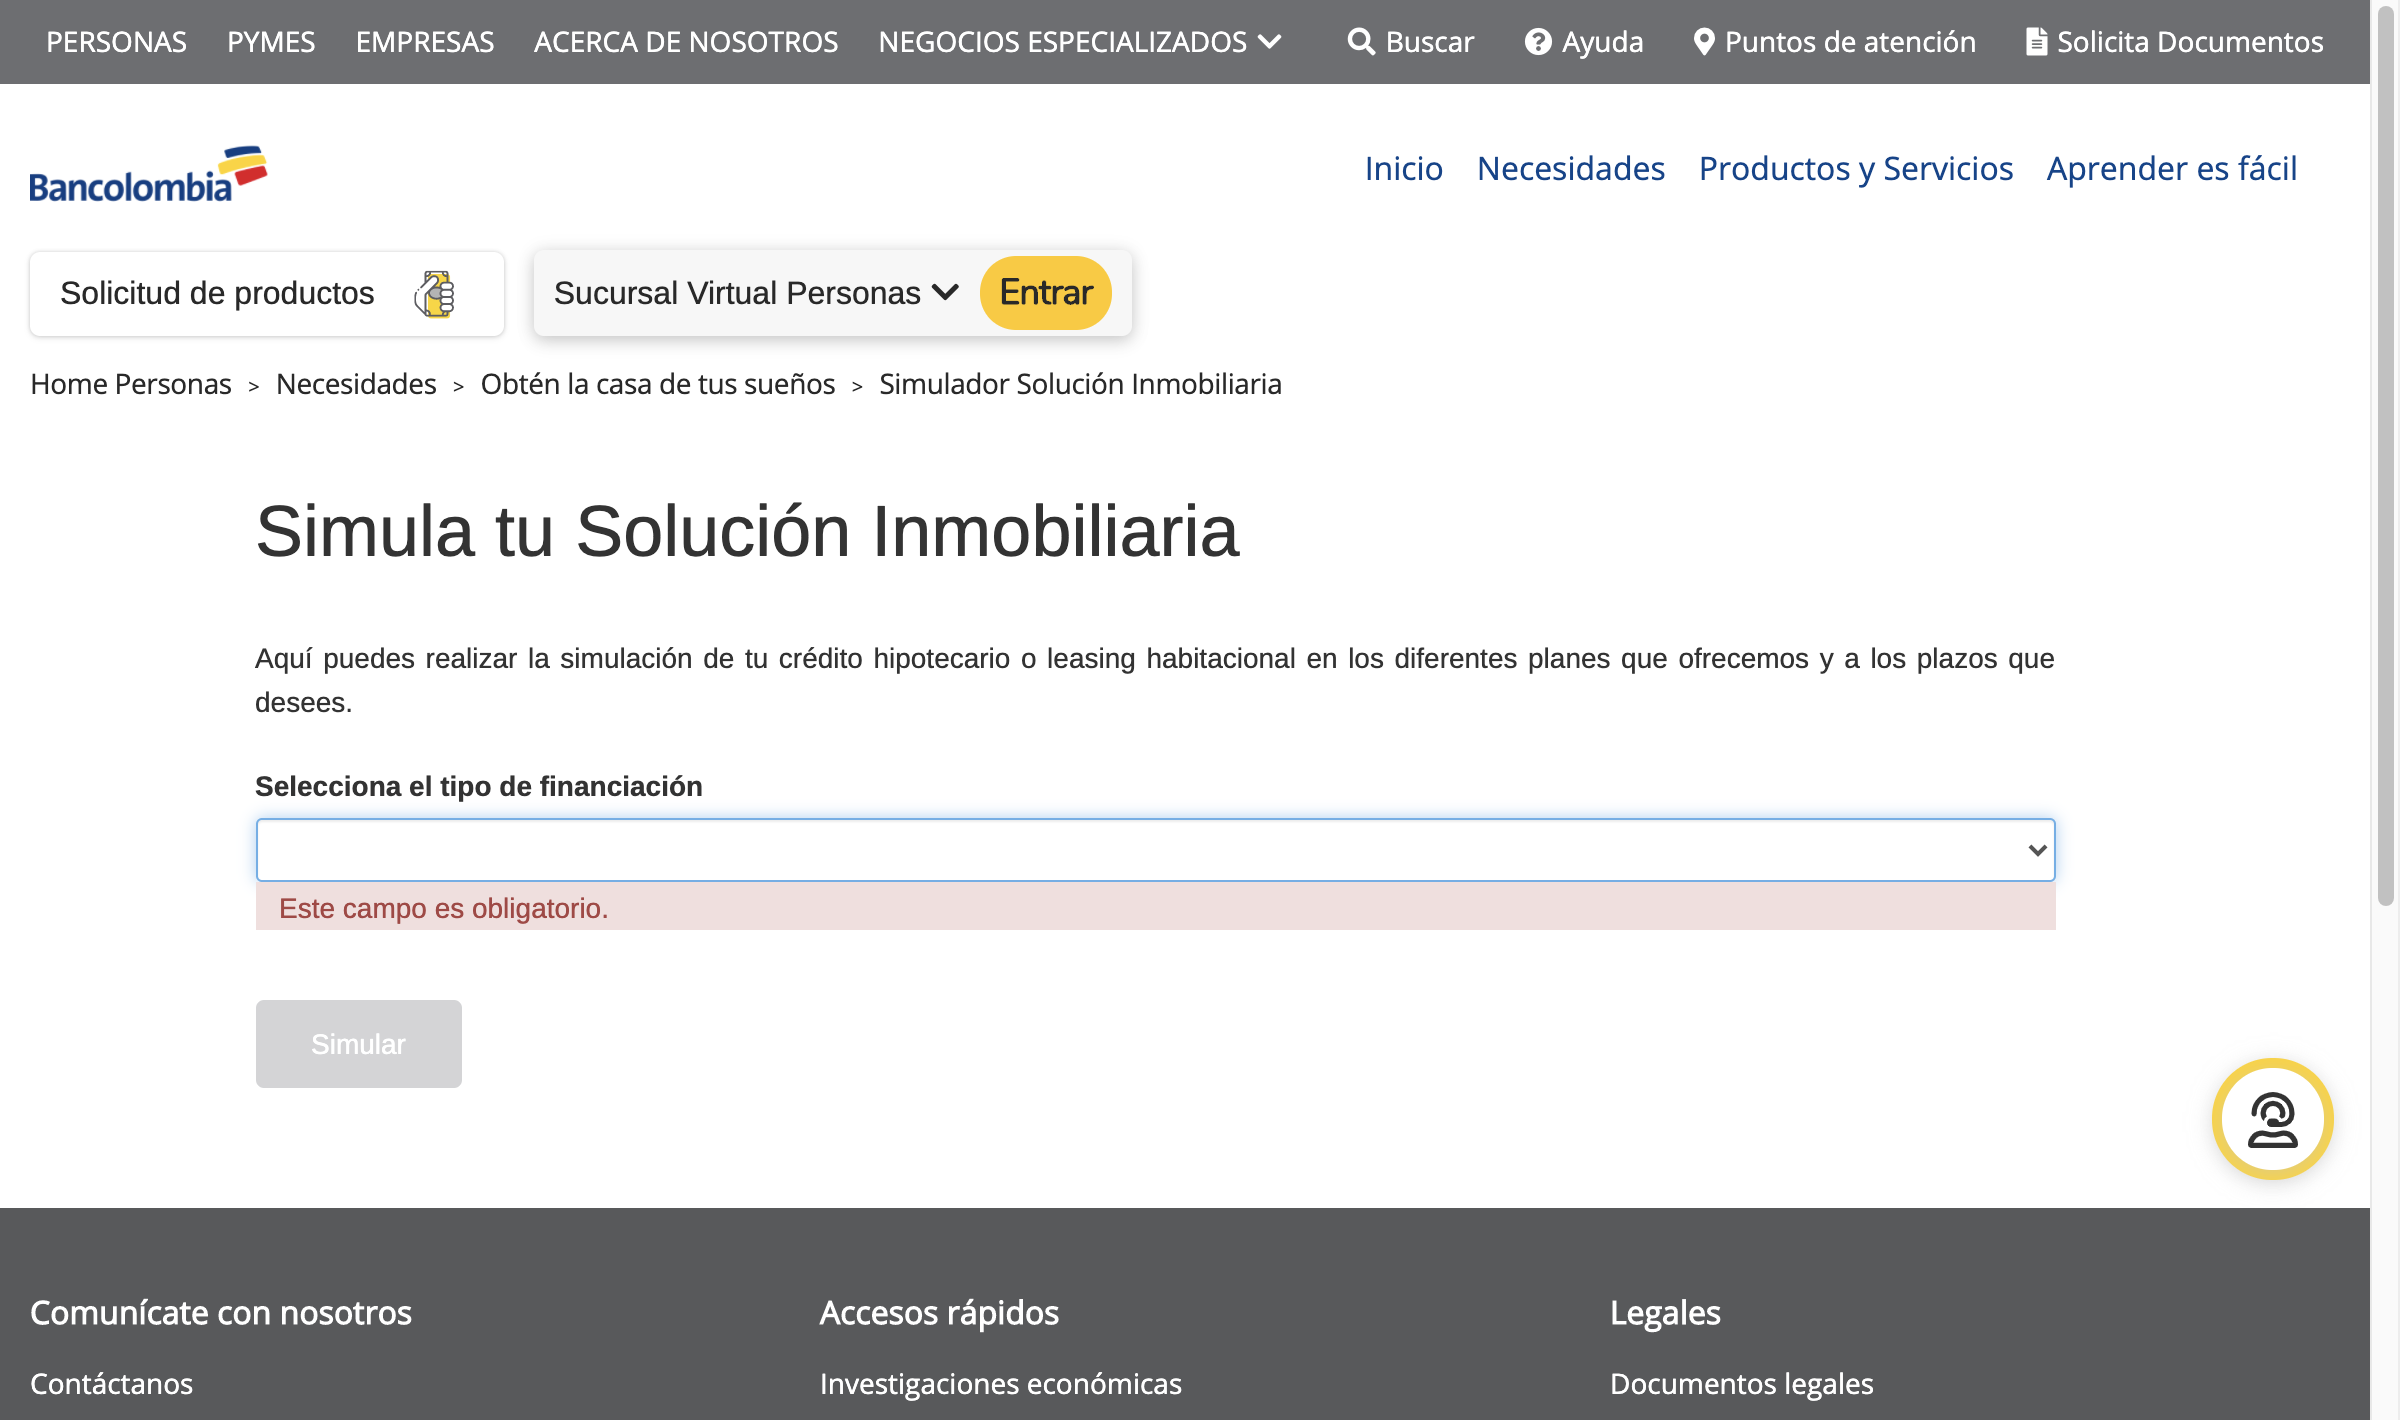 PERSONAS PYMES EMPRESAS ACERCA DE NOSOTROS NEGOCIOS ESPECIALIZADOS Buscar Ayuda Puntos de atención Solicita Documentos
Bancolombia
Inicio Necesidades Productos y Servicios Aprender es fácil
Solicitud de productos Sucursal Virtual Personas Entrar
Home Personas > Necesidades > Obtén la casa de tus sueños > Simulador Solución Inmobiliaria
Simula tu Solución Inmobiliaria
Aquí puedes realizar la simulación de tu crédito hipotecario o leasing habitacional en los diferentes planes que ofrecemos y a los plazos que
desees.
Selecciona el tipo de financiación
Este campo es obligatorio.
Simular
Comunícate con nosotros Accesos rápidos Legales
Contáctanos Investigaciones económicas Documentos legales